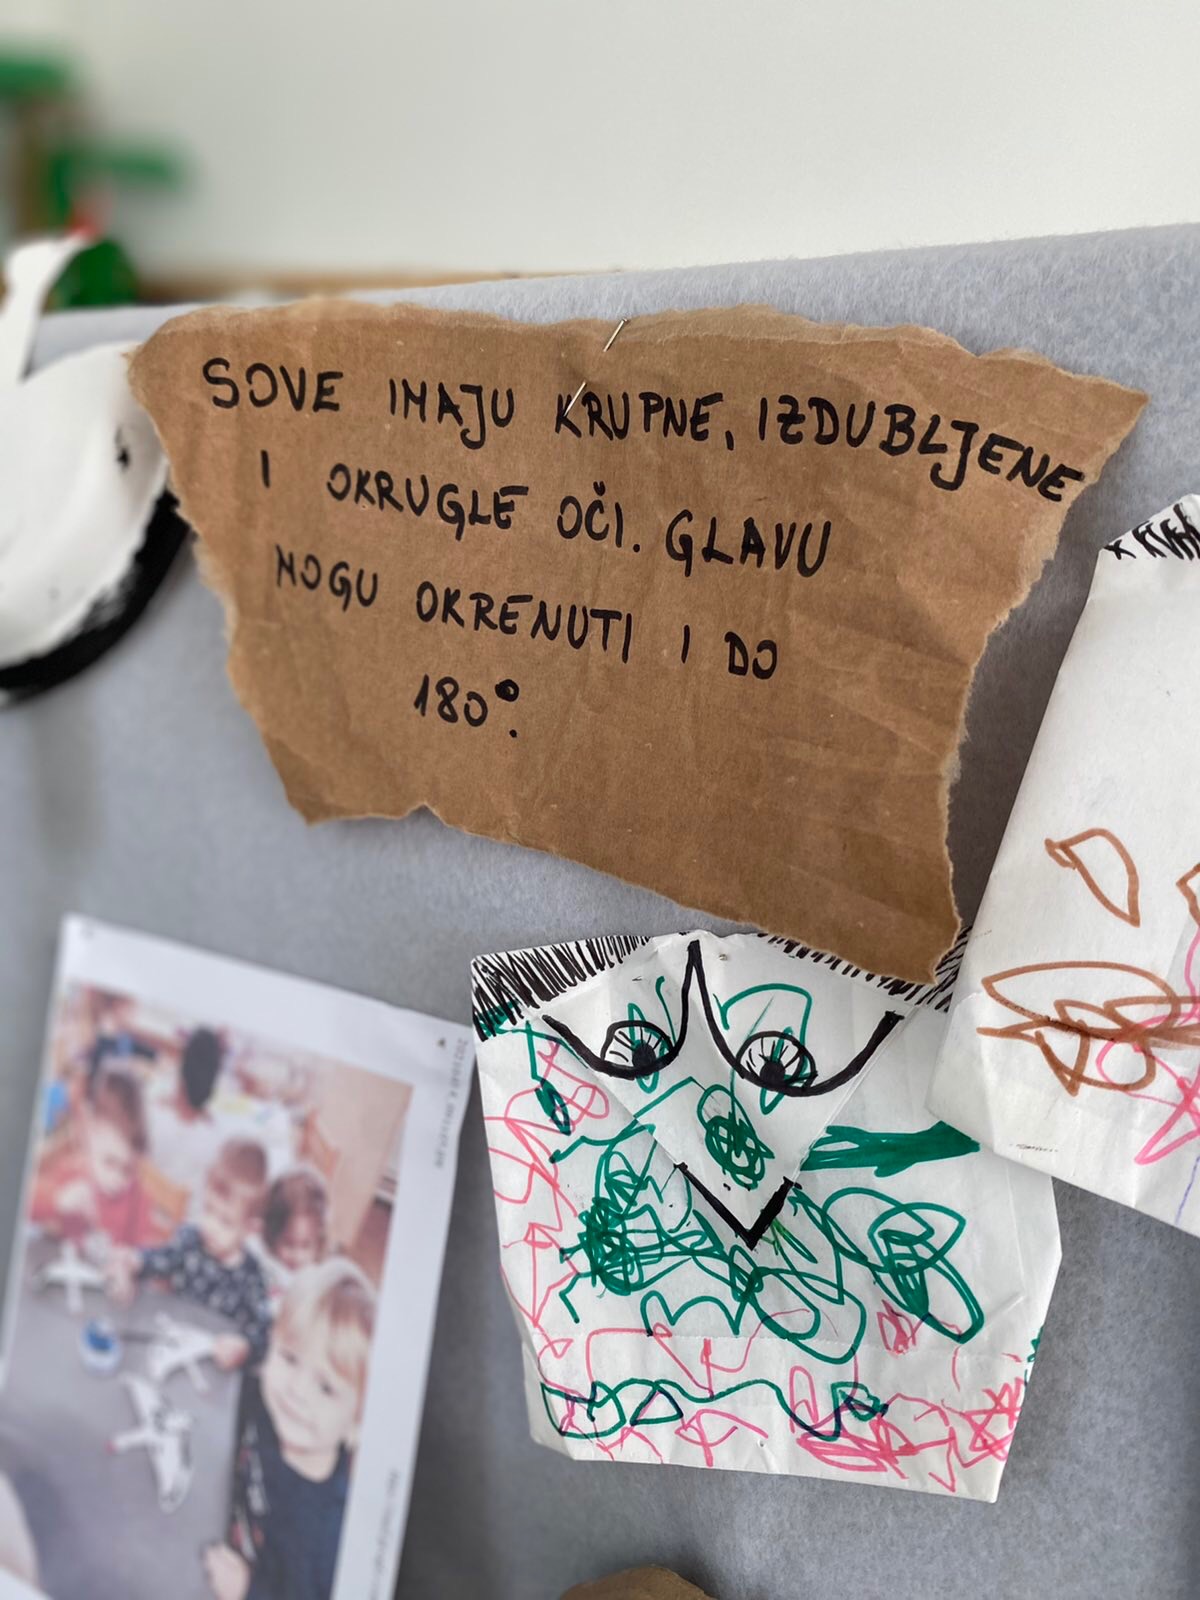 SOVE IMAJU KRUPNE, IZDUBLJENE
I OKRUGLE OČI. GLAVU
MOGU OKRENUTI I DO
180°.